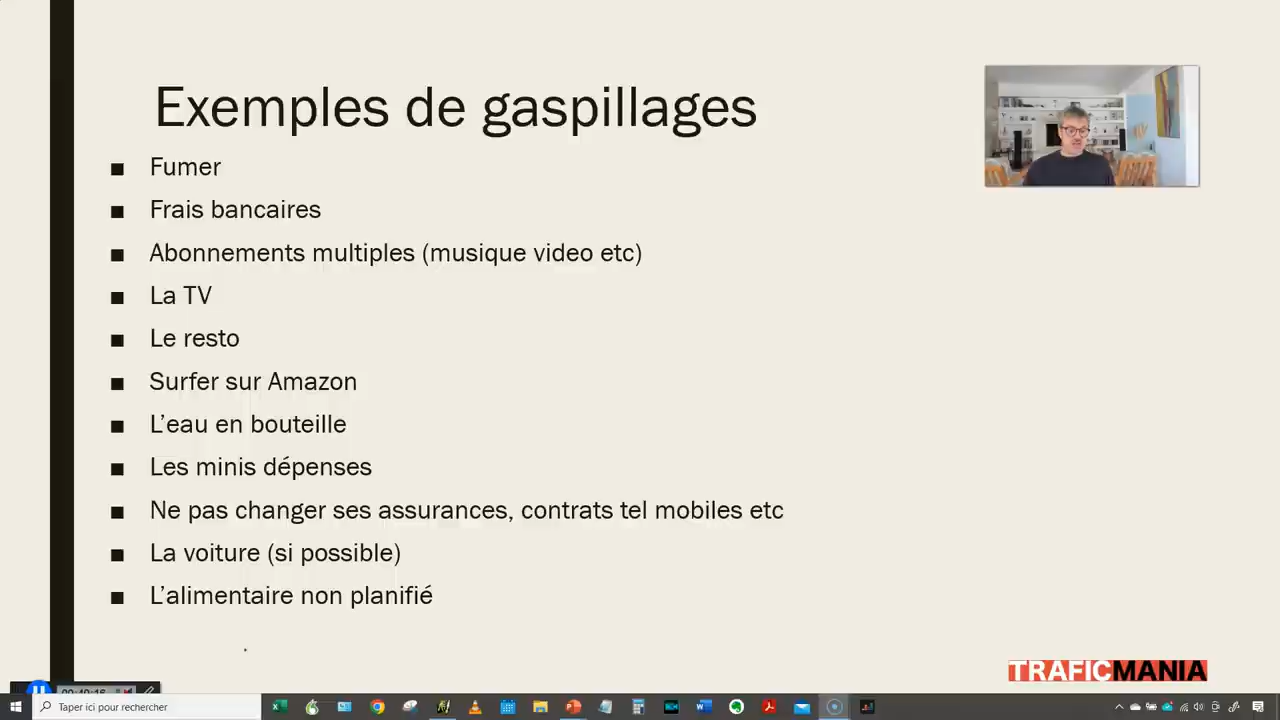 Exemples de gaspillages
Fumer
Frais bancaires
Abonnements multiples (musique video etc)
La TV
Le resto
Surfer sur Amazon
L’eau en bouteille
Les minis dépenses
Ne pas changer ses assurances, contrats tel mobiles etc
La voiture (si possible)
L’alimentaire non planifié
TRAFICMANIA
Taper ici pour rechercher